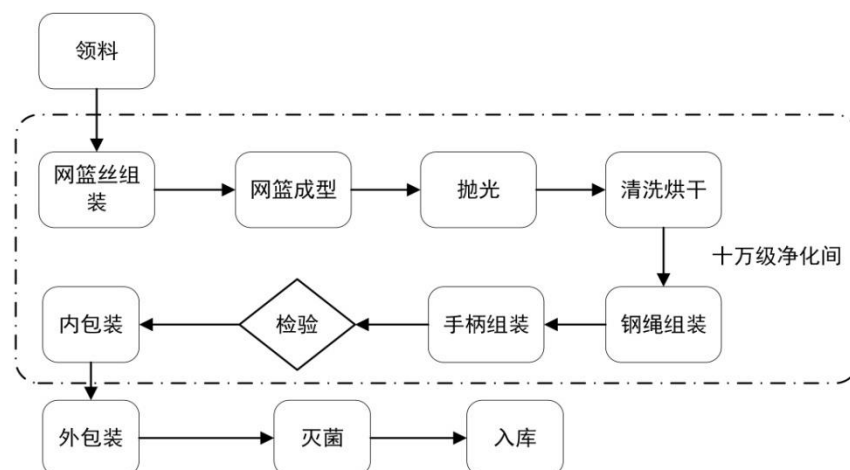 领料
网篮丝组
装
网篮成型
抛光
清洗烘干
十万级净化间
内包装
检验
手柄组装
钢绳组装
外包装
灭菌
入库